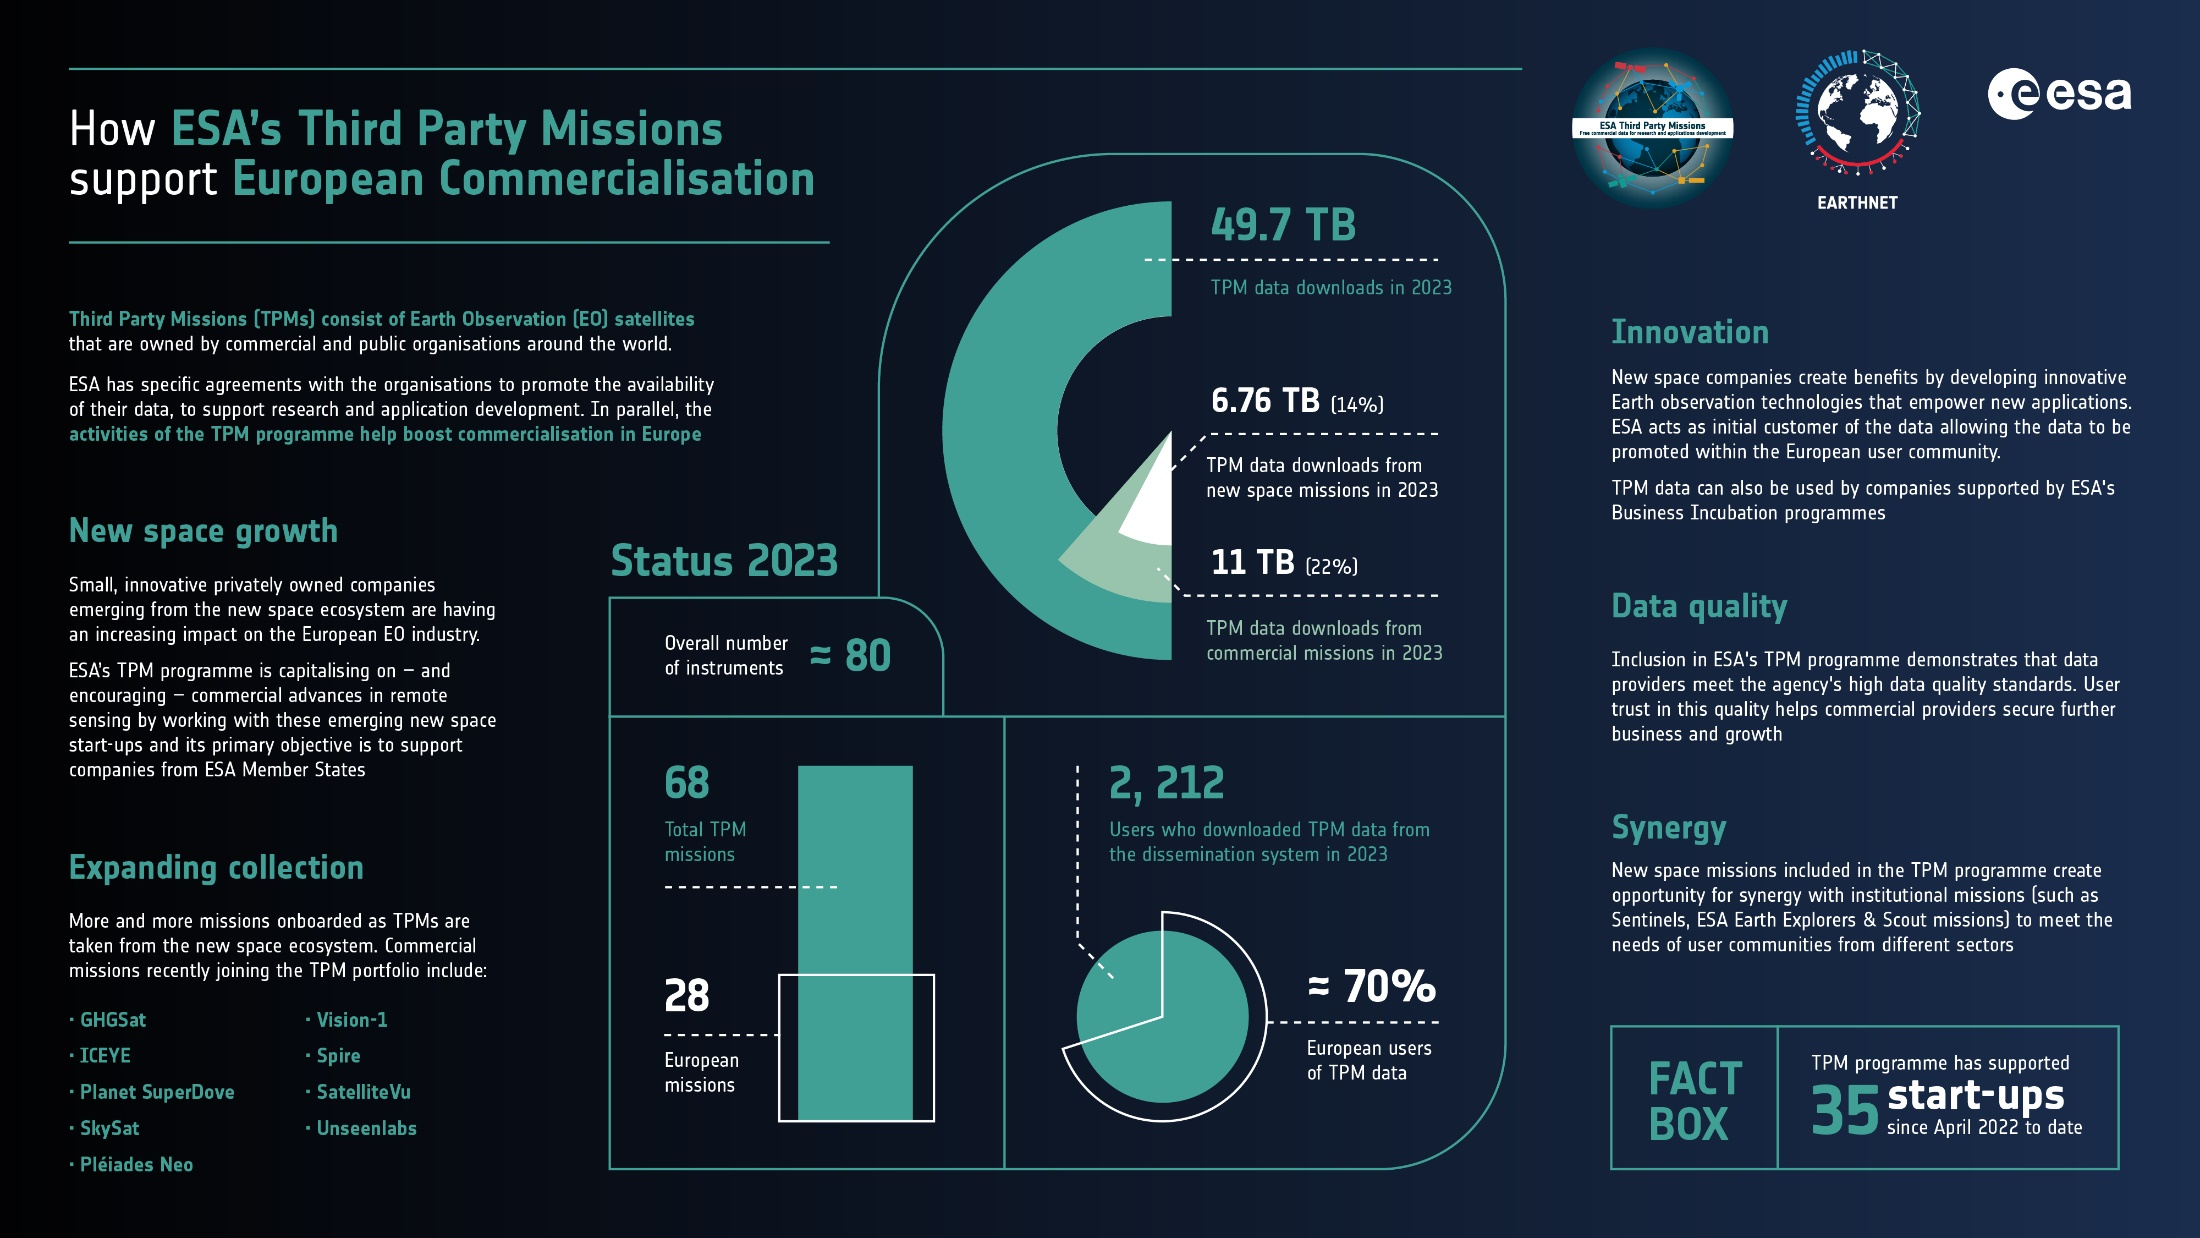 How ESA's Third Party Missions
support European Commercialisation
ESA Third Party Missions
Free commercial data for research and applications development
EARTHNET
esa
Third Party Missions (TPMs) consist of Earth Observation (EO) satellites
that are owned by commercial and public organisations around the world.
ESA has specific agreements with the organisations to promote the availability
of their data, to support research and application development. In parallel, the
activities of the TPM programme help boost commercialisation in Europe
New space growth
Small, innovative privately owned companies
emerging from the new space ecosystem are having
an increasing impact on the European EO industry.
ESA's TPM programme is capitalising on – and
encouraging – commercial advances in remote
sensing by working with these emerging new space
start-ups and its primary objective is to support
companies from ESA Member States
Expanding collection
More and more missions onboarded as TPMs are
taken from the new space ecosystem. Commercial
missions recently joining the TPM portfolio include:
· GHGSat
· ICEYE
· Planet SuperDove
· SkySat
· Pléiades Neo
· Vision-1
· Spire
· SatelliteVu
· Unseenlabs
Status 2023
Overall number
of instruments
≈ 80
49.7 TB
TPM data downloads in 2023
6.76 TB (14%)
TPM data downloads from
new space missions in 2023
11 TB (22%)
TPM data downloads from
commercial missions in 2023
68
Total TPM
missions
28
European
missions
2, 212
Users who downloaded TPM data from
the dissemination system in 2023
≈ 70%
European users
of TPM data
Innovation
New space companies create benefits by developing innovative
Earth observation technologies that empower new applications.
ESA acts as initial customer of the data allowing the data to be
promoted within the European user community.
TPM data can also be used by companies supported by ESA's
Business Incubation programmes
Data quality
Inclusion in ESA's TPM programme demonstrates that data
providers meet the agency's high data quality standards. User
trust in this quality helps commercial providers secure further
business and growth
Synergy
New space missions included in the TPM programme create
opportunity for synergy with institutional missions (such as
Sentinels, ESA Earth Explorers & Scout missions) to meet the
needs of user communities from different sectors
FACT
BOX
TPM programme has supported
35 start-ups
since April 2022 to date